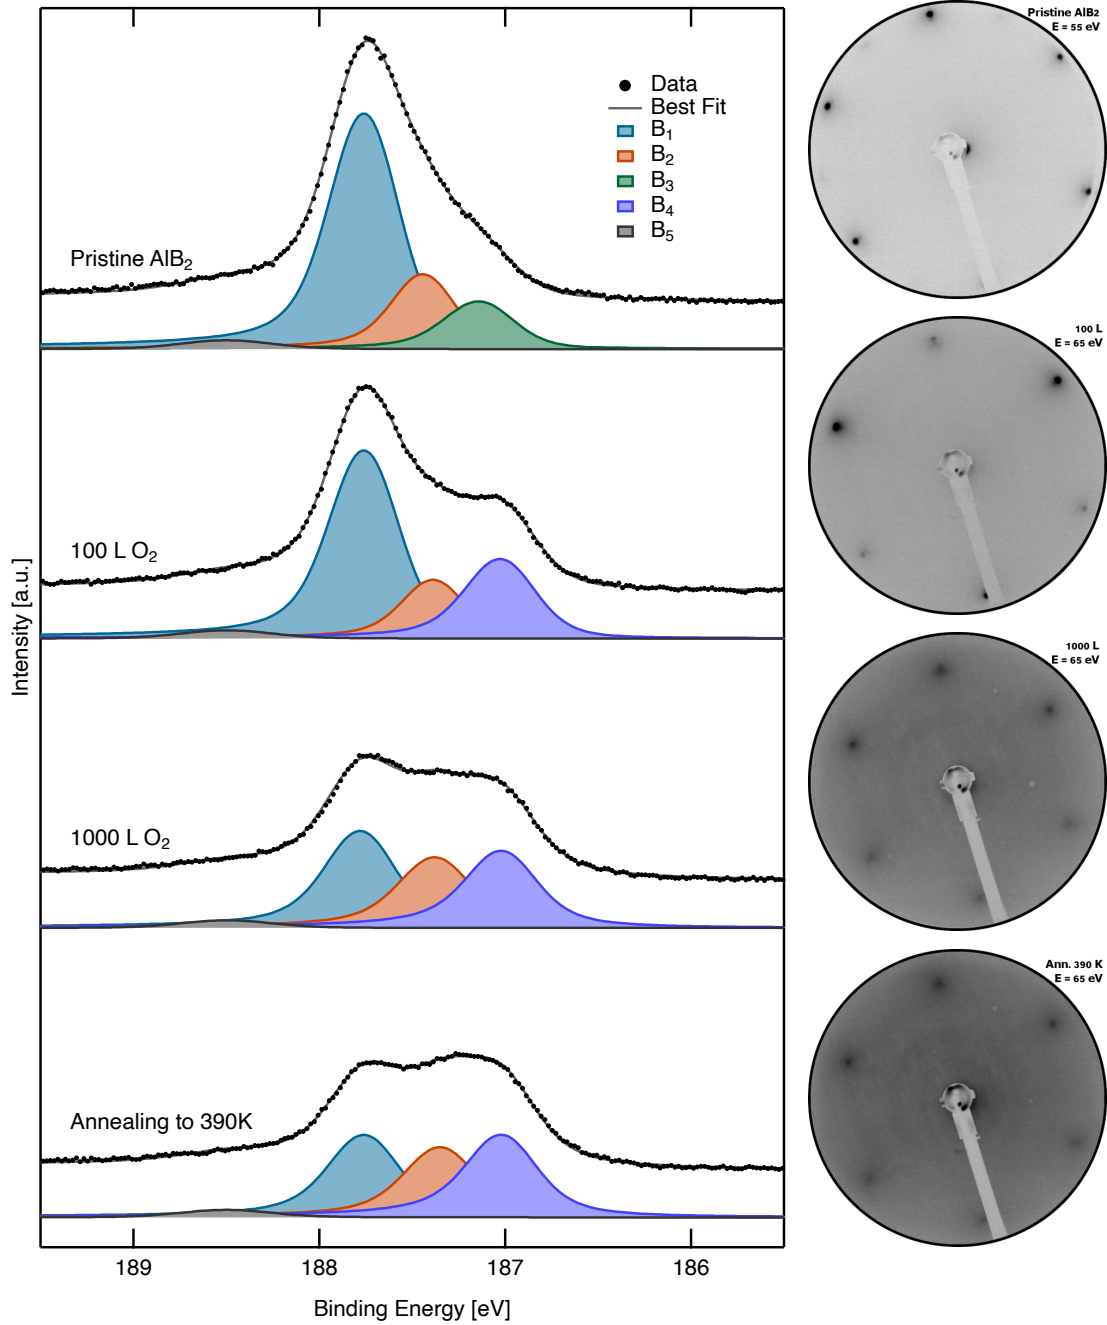 Data
Best Fit
B₁
B₂
B₃
B₄
B₅
Pristine AlB₂
100 L O₂
1000 L O₂
Annealing to 390K
Intensity [a.u.]
189
188
187
186
Binding Energy [eV]
Pristine AlB₂
E = 55 eV
100 L
E = 65 eV
1000 L
E = 65 eV
Ann. 390 K
E = 65 eV